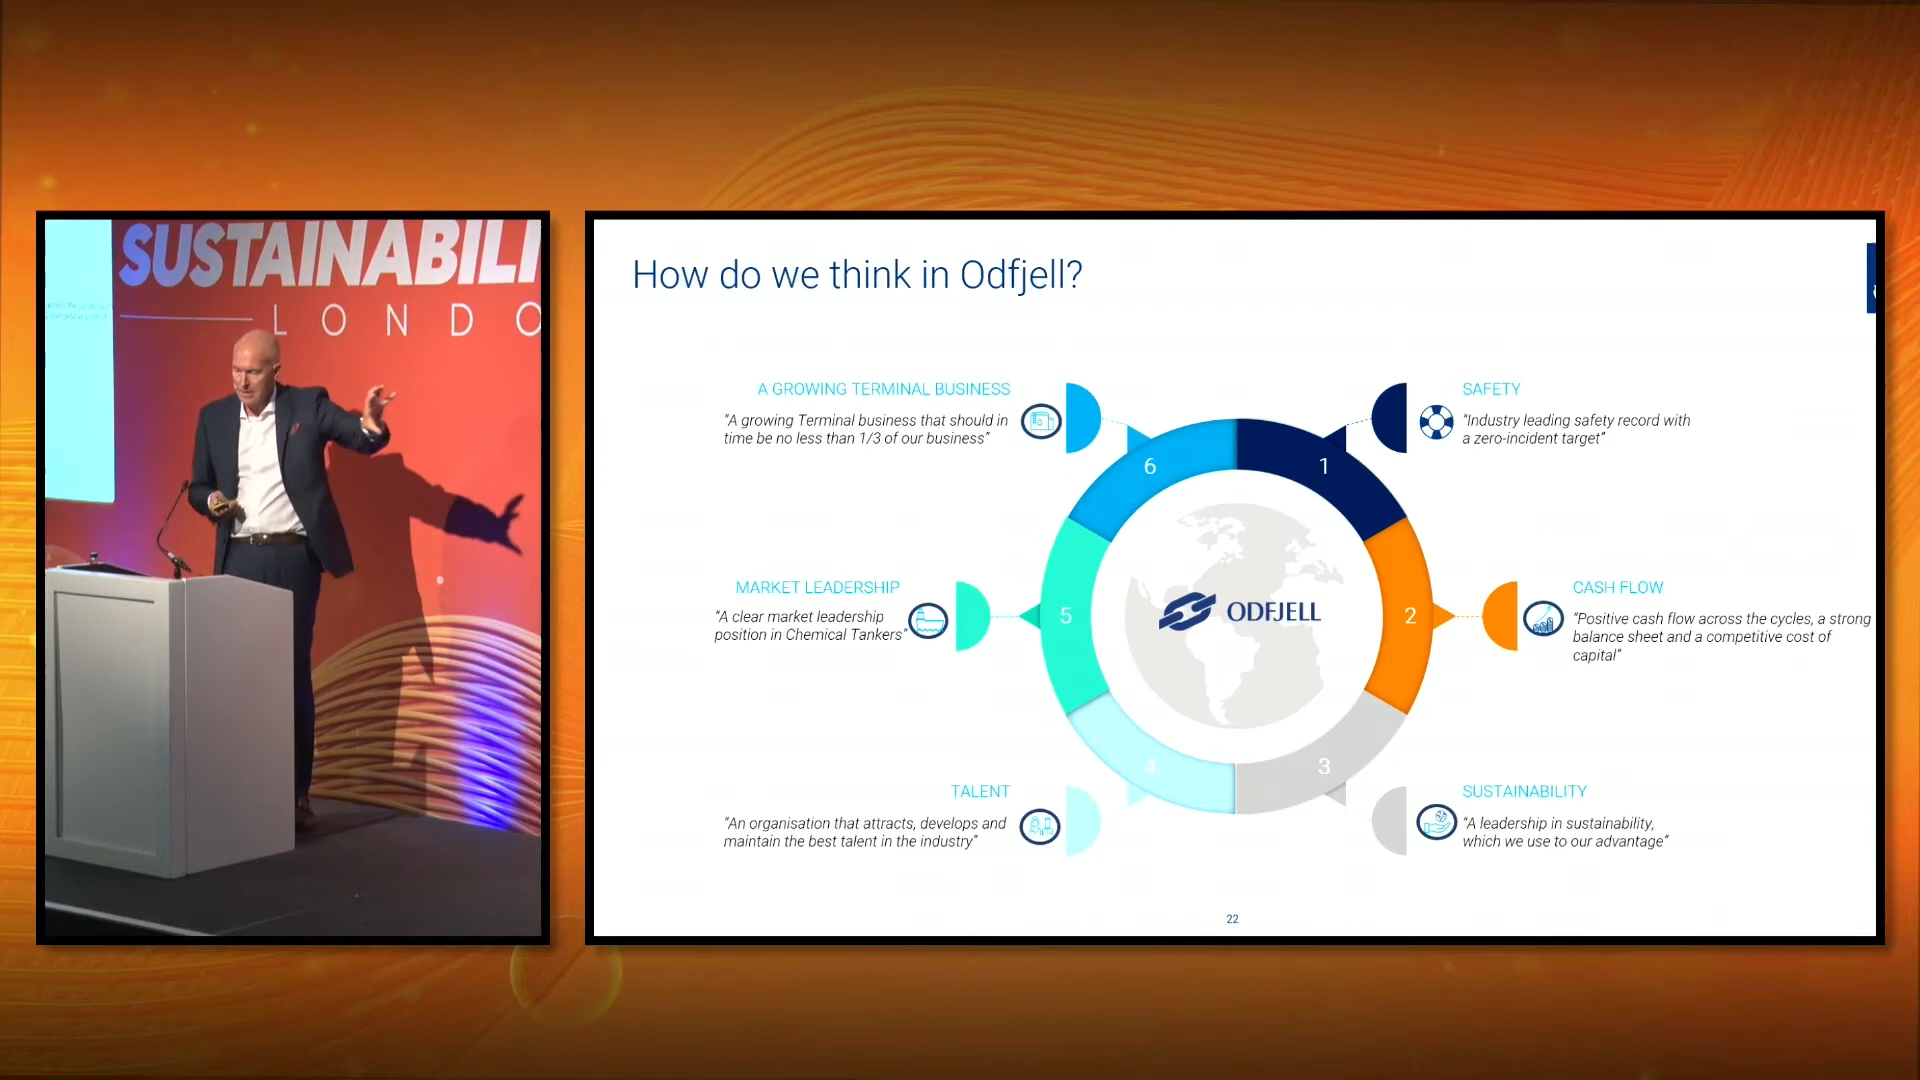 SUSTAINABILI
LONDO
How do we think in Odfjell?
A GROWING TERMINAL BUSINESS
"A growing Terminal business that should in
time be no less than 1/3 of our business"
SAFETY
"Industry leading safety record with
a zero-incident target"
6
1
MARKET LEADERSHIP
"A clear market leadership
position in Chemical Tankers"
5
ODFJELL
2
CASH FLOW
"Positive cash flow across the cycles, a strong
balance sheet and a competitive cost of
capital"
4
3
TALENT
"An organisation that attracts, develops and
maintain the best talent in the industry"
SUSTAINABILITY
"A leadership in sustainability,
which we use to our advantage"
22